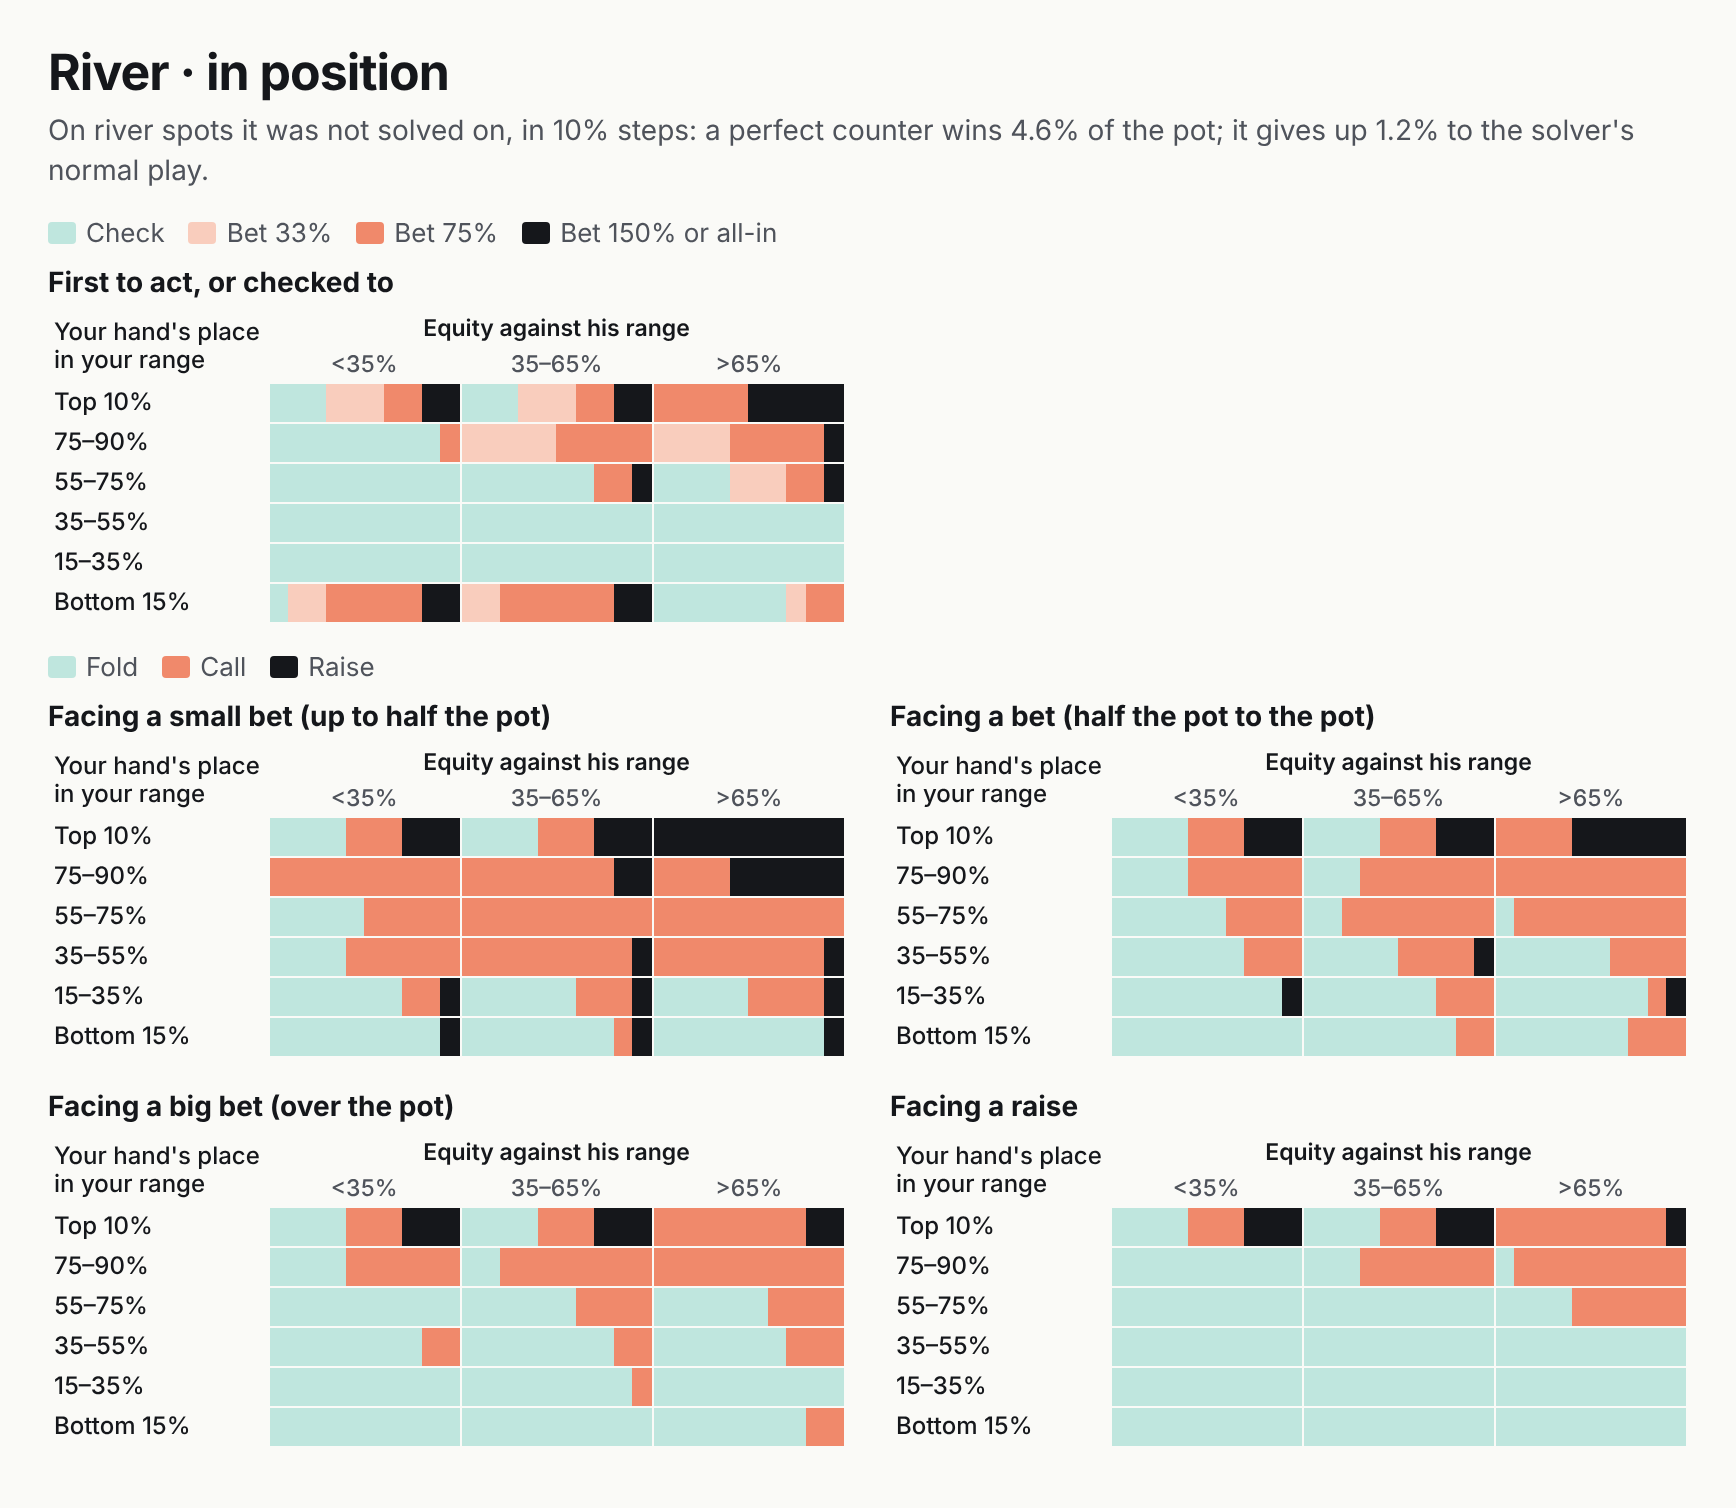 River · in position
On river spots it was not solved on, in 10% steps: a perfect counter wins 4.6% of the pot; it gives up 1.2% to the solver's
normal play.
Check Bet 33% Bet 75% Bet 150% or all-in
First to act, or checked to
Your hand's place
in your range
Equity against his range
<35% 35–65% >65%
Top 10%
75–90%
55–75%
35–55%
15–35%
Bottom 15%
Fold Call Raise
Facing a small bet (up to half the pot)
Your hand's place
in your range
Equity against his range
<35% 35–65% >65%
Top 10%
75–90%
55–75%
35–55%
15–35%
Bottom 15%
Facing a bet (half the pot to the pot)
Your hand's place
in your range
Equity against his range
<35% 35–65% >65%
Top 10%
75–90%
55–75%
35–55%
15–35%
Bottom 15%
Facing a big bet (over the pot)
Your hand's place
in your range
Equity against his range
<35% 35–65% >65%
Top 10%
75–90%
55–75%
35–55%
15–35%
Bottom 15%
Facing a raise
Your hand's place
in your range
Equity against his range
<35% 35–65% >65%
Top 10%
75–90%
55–75%
35–55%
15–35%
Bottom 15%